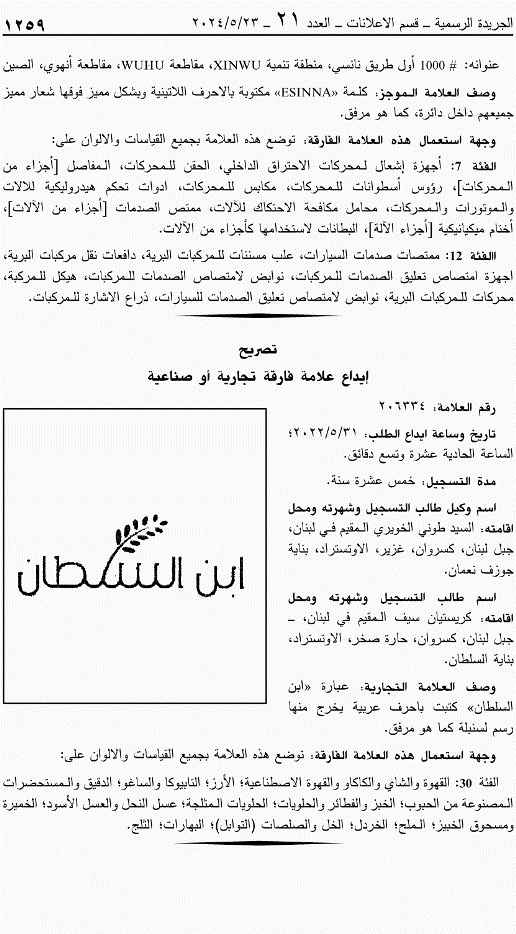 الجريدة الرسمية ــ قسم الاعلانات ــ العدد ٢١ ــ ٢٠٢٤/٥/٢٣ ١٢٥٩
عنوانه: # 1000 أول طريق نانسي، منطقة تنمية XINWU، مقاطعة WUHU، مقاطعة أنهوي، الصين
وصف العلامة الموجز: كلمة «ESINNA» مكتوبة بالاحرف اللاتينية وبشكل مميز فوقها شعار مميز
جميعهم داخل دائرة، كما هو مرفق.
وجهة استعمال هذه العلامة الفارقة: توضع هذه العلامة بجميع القياسات والالوان على:
الفئة 7: أجهزة إشعال لمحركات الاحتراق الداخلي، الحقن للمحركات، المفاصل [أجزاء من
المحركات]، رؤوس أسطوانات للمحركات، مكابس للمحركات، ادوات تحكم هيدروليكية للآلات
والموتورات والمحركات، محامل مكافحة الاحتكاك للآلات، ممتص الصدمات [أجزاء من الآلات]،
أختام ميكيانيكية [أجزاء الآلة]، البطانات لاستخدامها كأجزاء من الآلات.
الفئة 12: ممتصات صدمات السيارات، علب مسننات للمركبات البرية، دافعات نقل مركبات البرية،
اجهزة امتصاص تعليق الصدمات للمركبات، نوابض لامتصاص الصدمات للمركبات، هيكل للمركبة،
محركات للمركبات البرية، نوابض لامتصاص تعليق الصدمات للسيارات، ذراع الاشارة للمركبات.
تصريح
إيداع علامة فارقة تجارية أو صناعية
رقم العلامة: ٢٠٦٣٣٤
تاريخ وساعة ايداع الطلب: ٢٠٢٢/٥/٣١؛
الساعة الحادية عشرة وتسع دقائق.
مدة التسجيل: خمس عشرة سنة.
اسم وكيل طالب التسجيل وشهرته ومحل
اقامته: السيد طوني الخويري المقيم في لبنان،
جبل لبنان، كسروان، غزير، الاوتستراد، بناية
جوزف نعمان.
اسم طالب التسجيل وشهرته ومحل
اقامته: كريستيان سيف المقيم في لبنان، ــ
جبل لبنان، كسروان، حارة صخر، الاوتستراد،
بناية السلطان.
وصف العلامة التجارية: عبارة «ابن
السلطان» كتبت باحرف عربية يخرج منها
رسم لسنبلة كما هو مرفق.
ابن السلطان
وجهة استعمال هذه العلامة الفارقة: توضع هذه العلامة بجميع القياسات والالوان على:
الفئة 30: القهوة والشاي والكاكاو والقهوة الاصطناعية؛ الأرز؛ التابيوكا والساغو؛ الدقيق والمستحضرات
المصنوعة من الحبوب؛ الخبز والفطائر والحلويات؛ الحلويات المثلجة؛ عسل النحل والعسل الأسود؛ الخميرة
ومسحوق الخبيز؛ الملح؛ الخردل؛ الخل والصلصات (التوابل)؛ البهارات؛ الثلج.